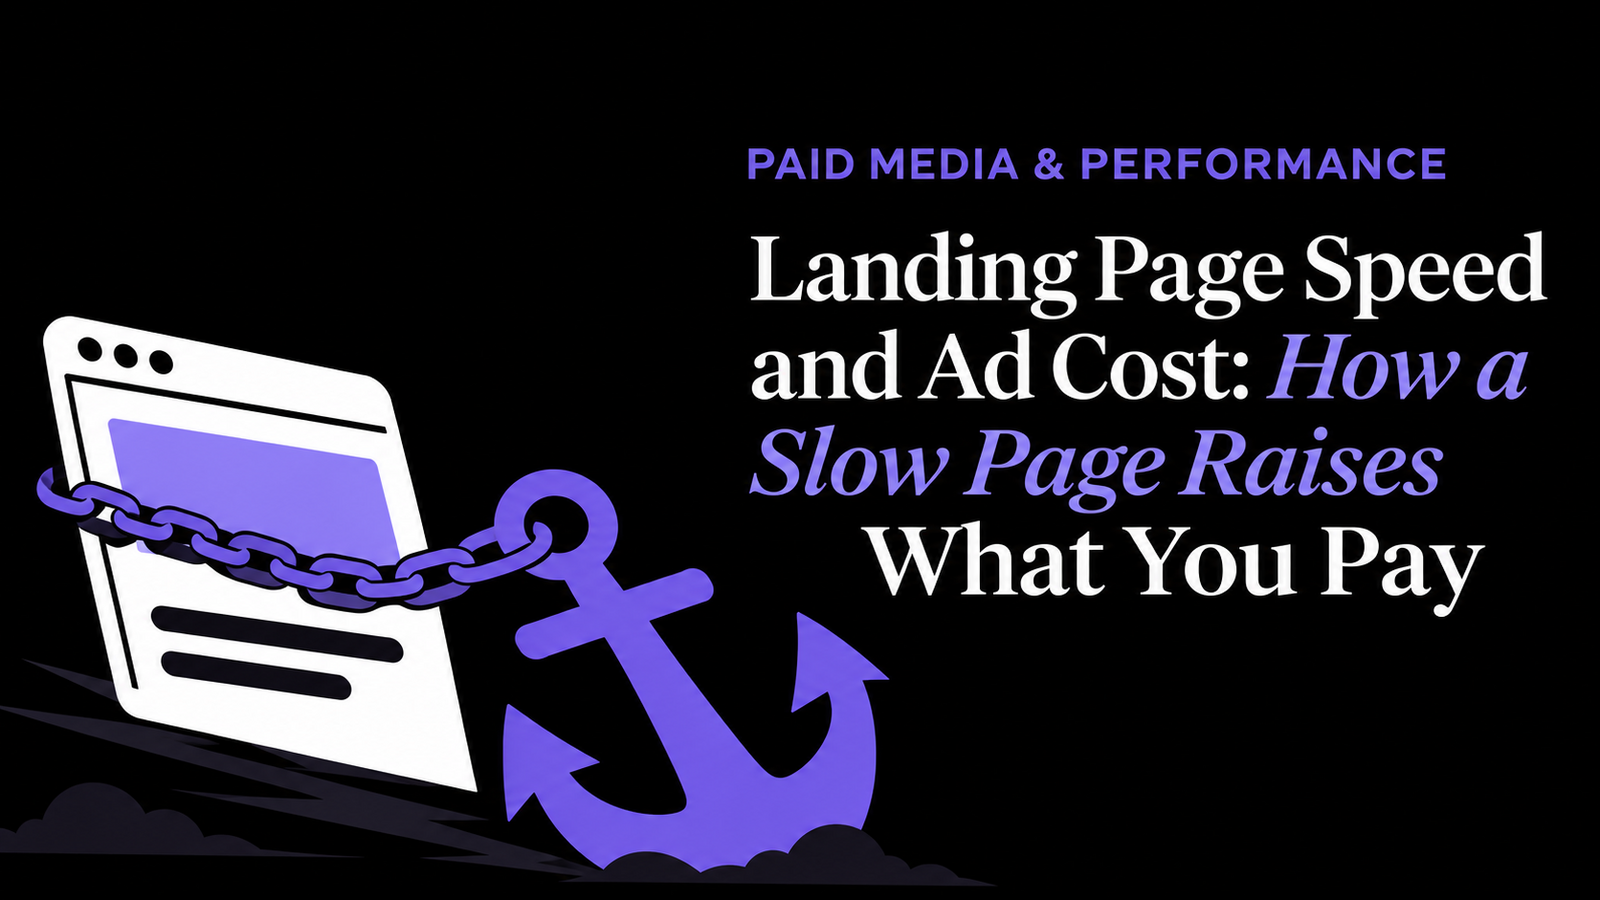 PAID MEDIA & PERFORMANCE
Landing Page Speed
and Ad Cost: How a
Slow Page Raises
What You Pay